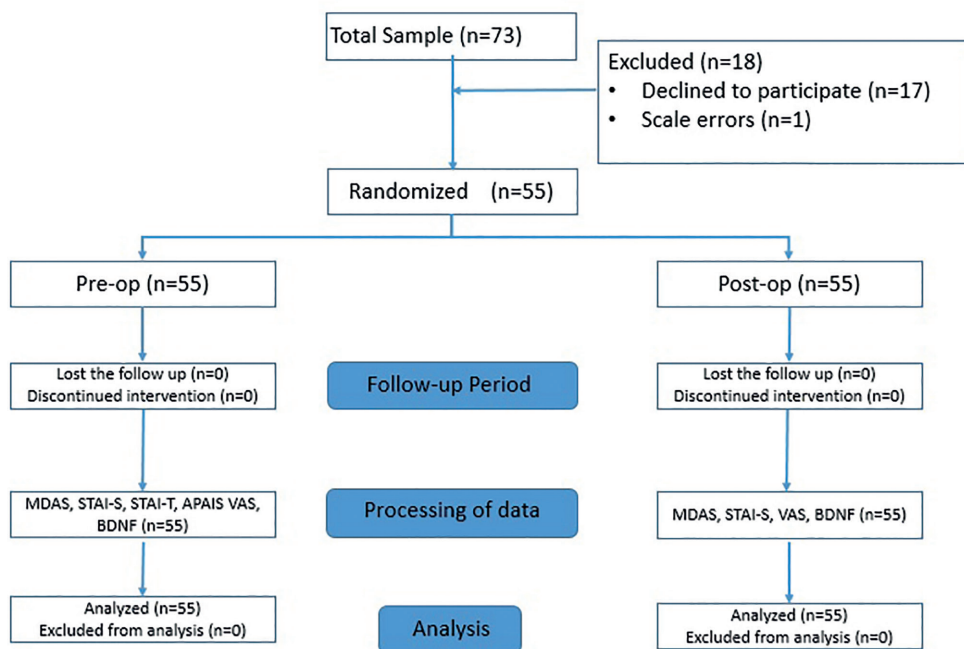 Total Sample (n=73)
Excluded (n=18)
• Declined to participate (n=17)
• Scale errors (n=1)
Randomized (n=55)
Pre-op (n=55)
Post-op (n=55)
Lost the follow up (n=0)
Discontinued intervention (n=0)
Follow-up Period
Lost the follow up (n=0)
Discontinued intervention (n=0)
MDAS, STAI-S, STAI-T, APAIS VAS,
BDNF (n=55)
Processing of data
MDAS, STAI-S, VAS, BDNF (n=55)
Analyzed (n=55)
Excluded from analysis (n=0)
Analysis
Analyzed (n=55)
Excluded from analysis (n=0)